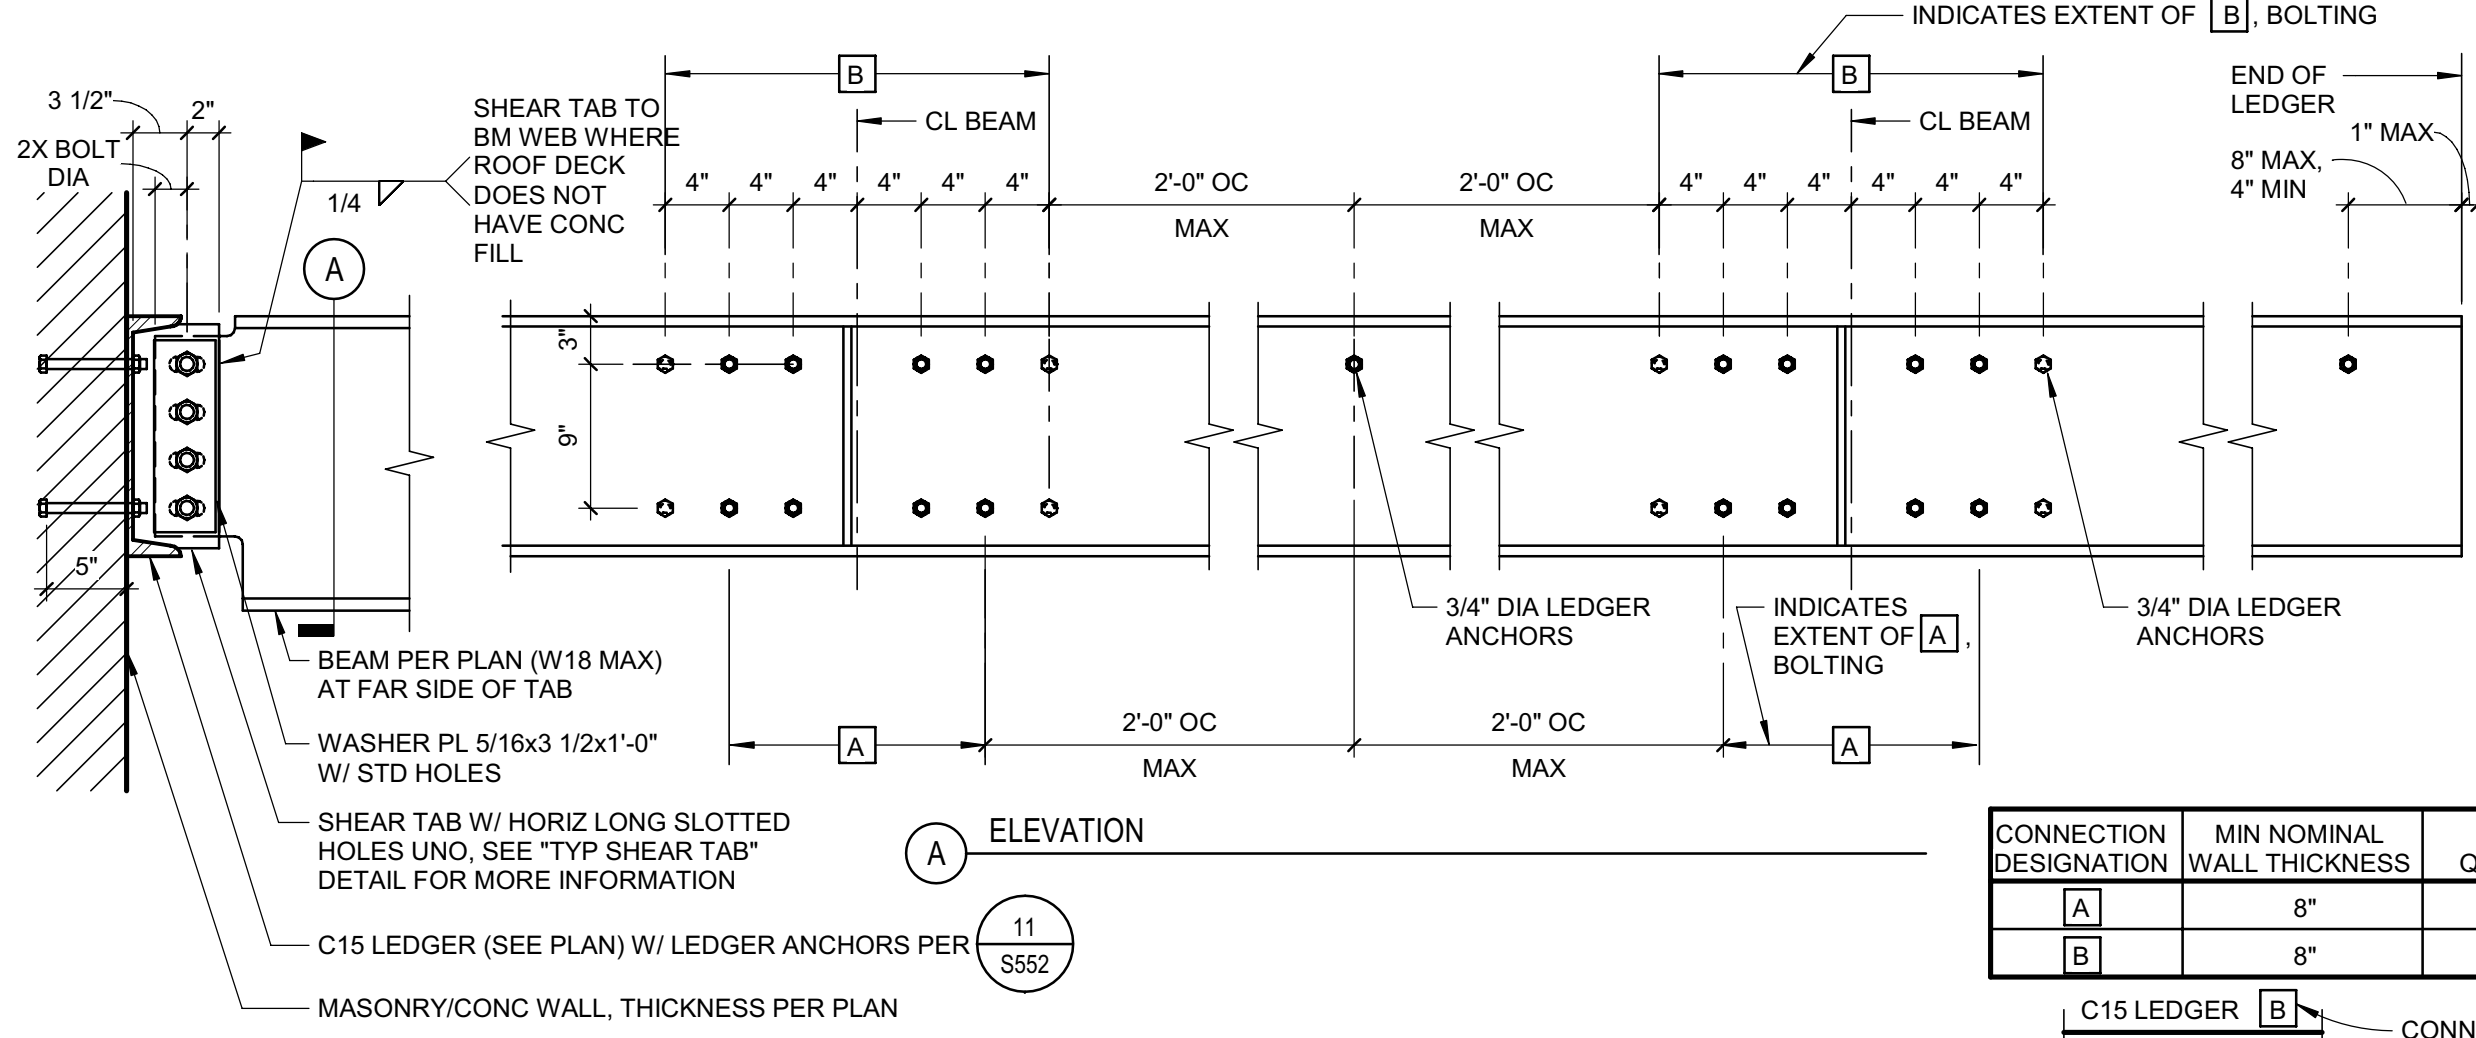 INDICATES EXTENT OF B, BOLTING
B
B
END OF
LEDGER
3 1/2"
2"
SHEAR TAB TO
BM WEB WHERE
ROOF DECK
DOES NOT
HAVE CONC
FILL
CL BEAM
CL BEAM
1" MAX
2X BOLT
DIA
8" MAX,
4" MIN
1/4
4" 4" 4" 4" 4" 4"
2'-0" OC
MAX
2'-0" OC
MAX
4" 4" 4" 4" 4" 4"
A
3"
9"
5"
3/4" DIA LEDGER
ANCHORS
INDICATES
EXTENT OF A,
BOLTING
3/4" DIA LEDGER
ANCHORS
BEAM PER PLAN (W18 MAX)
AT FAR SIDE OF TAB
WASHER PL 5/16x3 1/2x1'-0"
W/ STD HOLES
A
2'-0" OC
MAX
2'-0" OC
MAX
A
SHEAR TAB W/ HORIZ LONG SLOTTED
HOLES UNO, SEE "TYP SHEAR TAB"
DETAIL FOR MORE INFORMATION
A ELEVATION
C15 LEDGER (SEE PLAN) W/ LEDGER ANCHORS PER
11
S552
MASONRY/CONC WALL, THICKNESS PER PLAN
CONNECTION
DESIGNATION
MIN NOMINAL
WALL THICKNESS
A 8"
B 8"
C15 LEDGER B